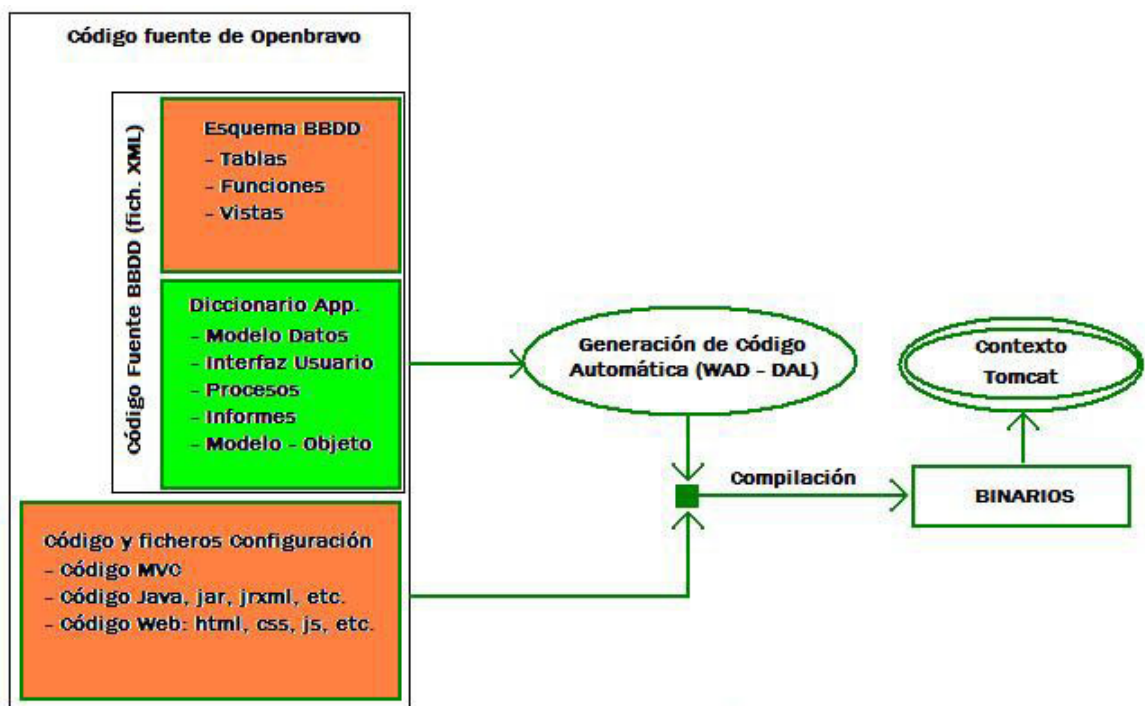 Código fuente de Openbravo
Código Fuente BBDD (fich. XML)
Esquema BBDD
- Tablas
- Funciones
- Vistas
Diccionario App.
- Modelo Datos
- Interfaz Usuario
- Procesos
- Informes
- Modelo - Objeto
Código y ficheros Configuración
- Código MVC
- Código Java, jar, jrxml, etc.
- Código Web: html, css, js, etc.
Generación de Código
Automática (WAD - DAL)
Compilación
BINARIOS
Contexto
Tomcat